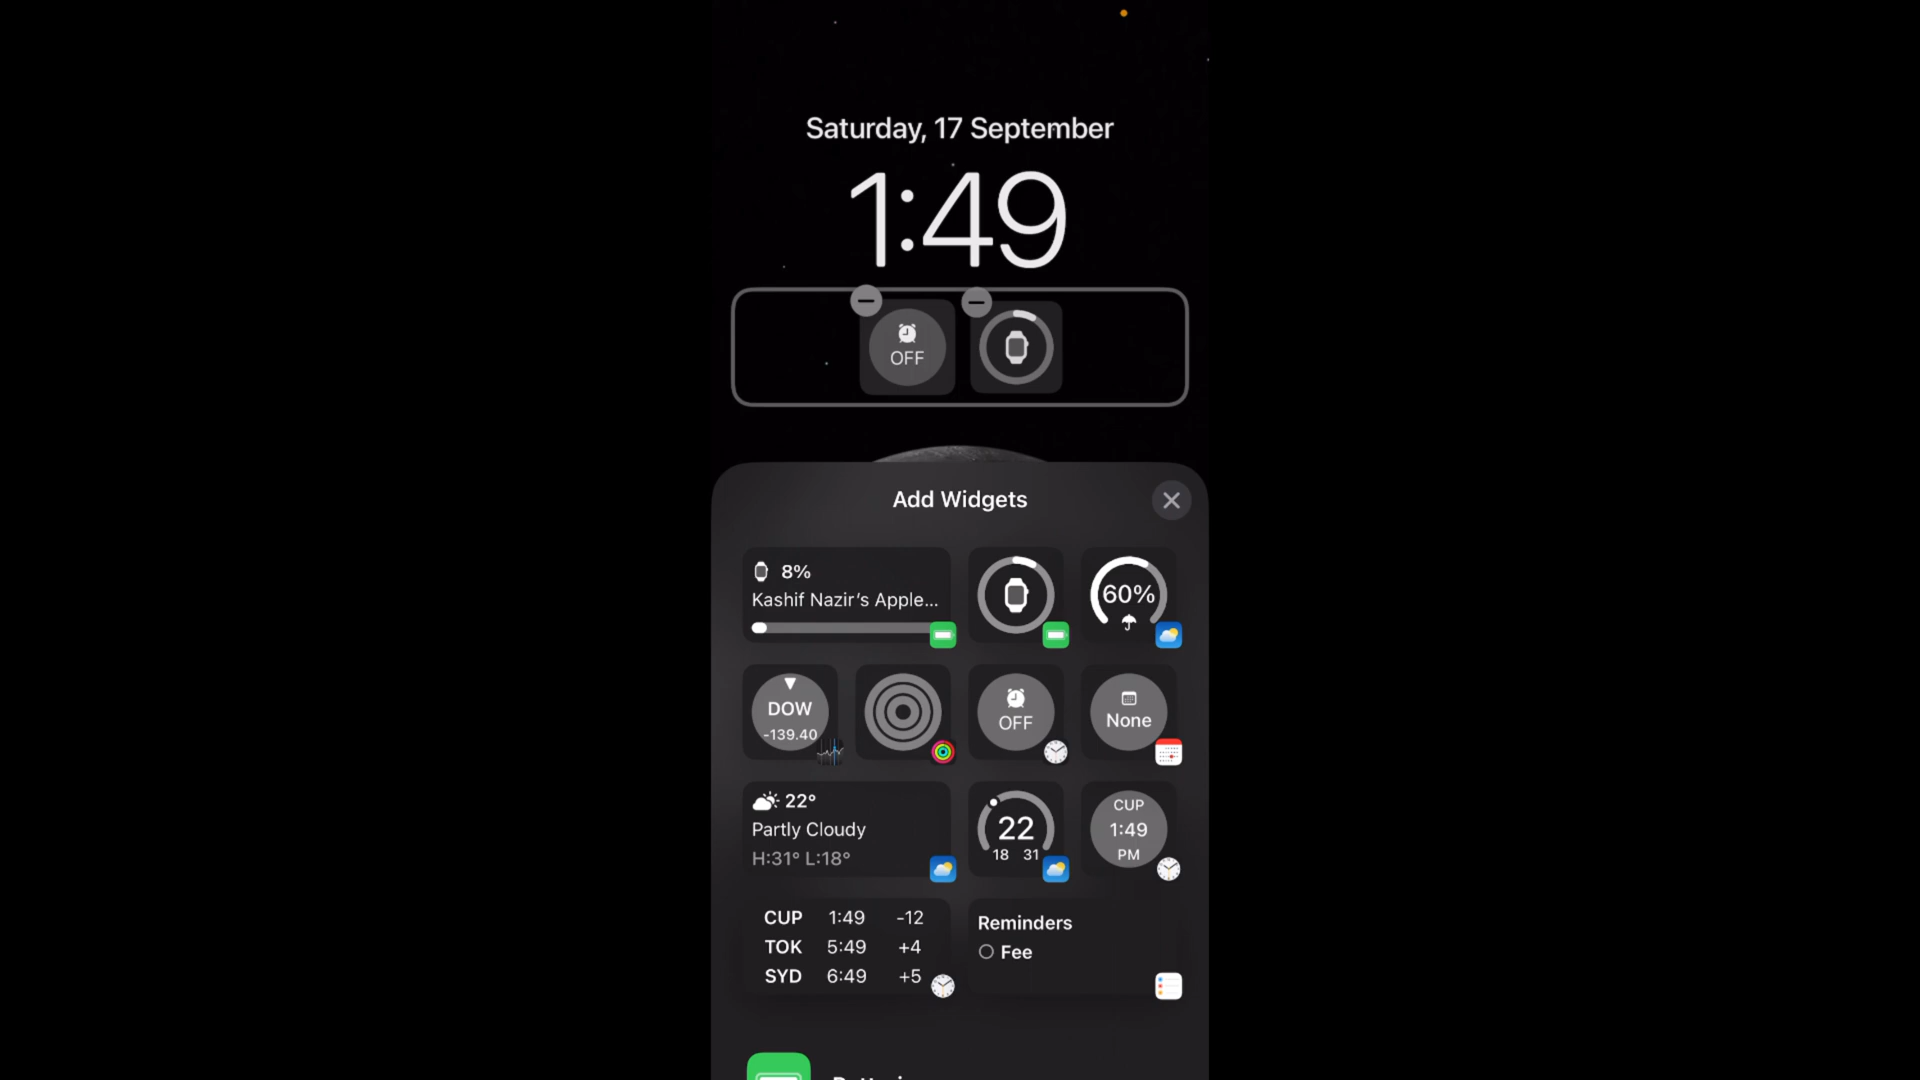 Saturday, 17 September
1:49
OFF
Add Widgets
8%
Kashif Nazir's Apple...
60%
DOW
-139.40
OFF
None
22°
Partly Cloudy
H:31° L:18°
22
18 31
CUP
1:49
PM
CUP 1:49 -12
TOK 5:49 +4
SYD 6:49 +5
Reminders
Fee